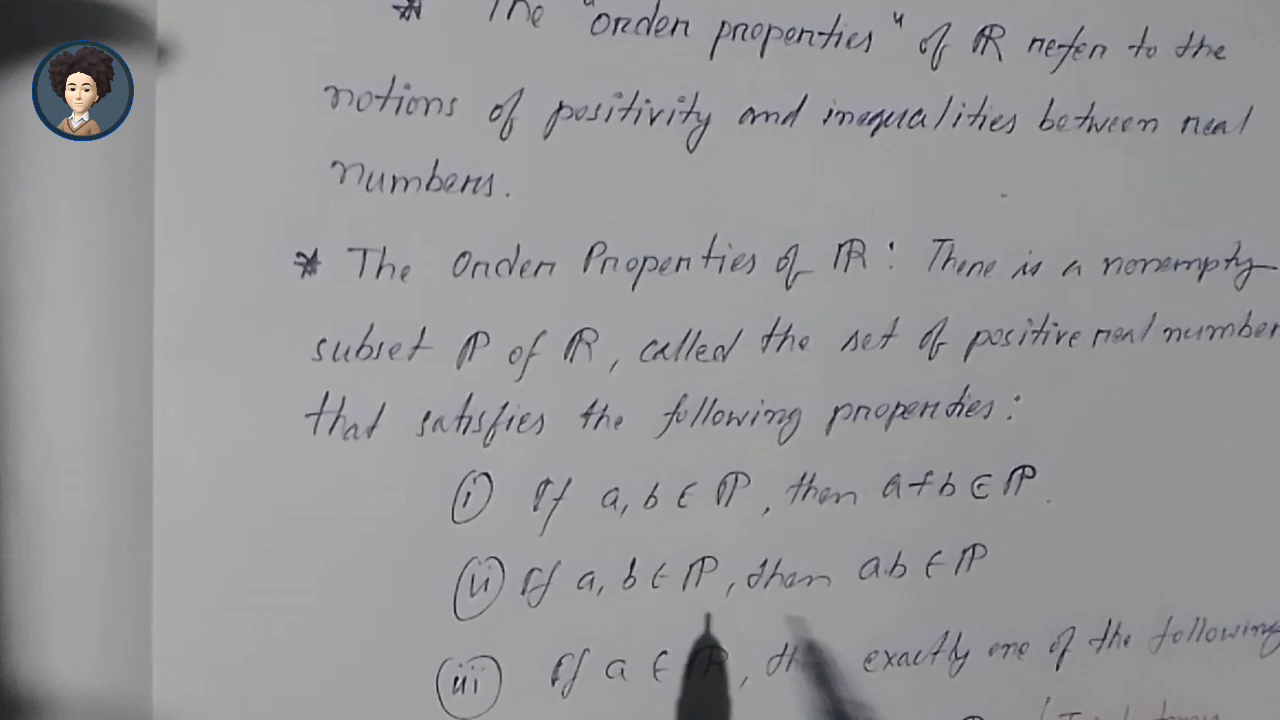 * The "order properties" of ℝ refer to the
notions of positivity and inequalities between real
numbers.
* The Order Properties of ℝ : There is a nonempty
subset ℙ of ℝ, called the set of positive real number
that satisfies the following properties :
(i) If a, b ∈ ℙ, then a + b ∈ ℙ.
(ii) If a, b ∈ ℙ, then a.b ∈ ℙ
(iii) If a ∈ , exactly one of the following